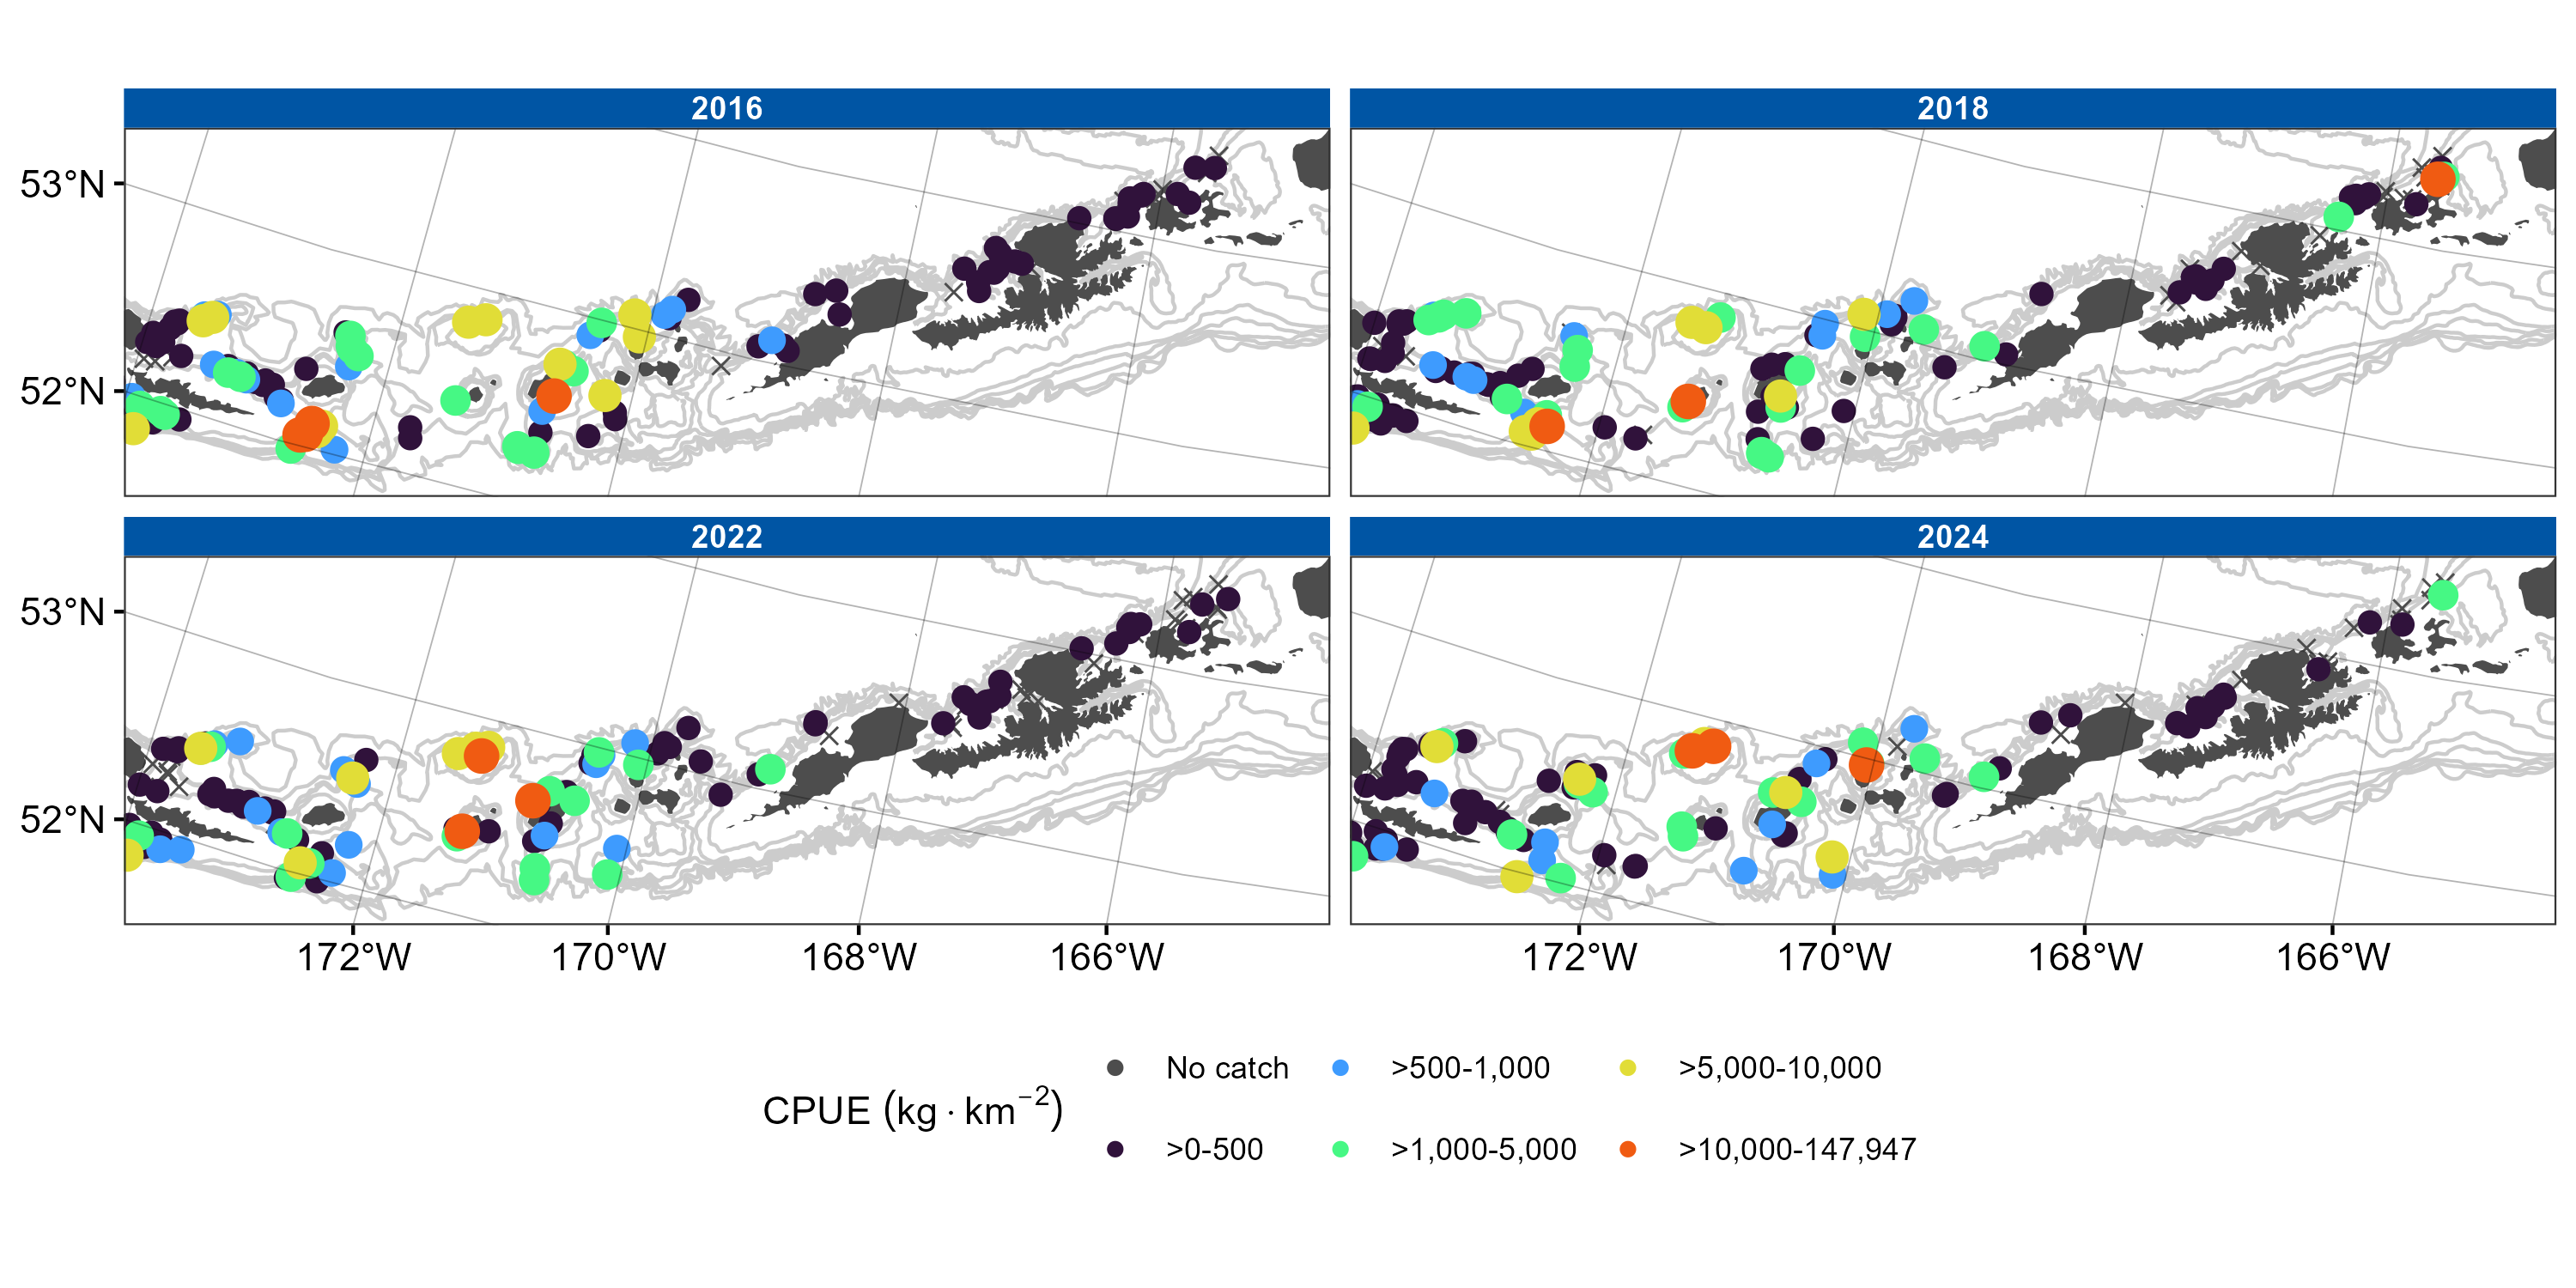 2016
2018
53°N
52°N
2022
2024
53°N
52°N
172°W 170°W 168°W 166°W
172°W 170°W 168°W 166°W
CPUE (kg · km⁻²)
No catch
>500-1,000
>5,000-10,000
>0-500
>1,000-5,000
>10,000-147,947